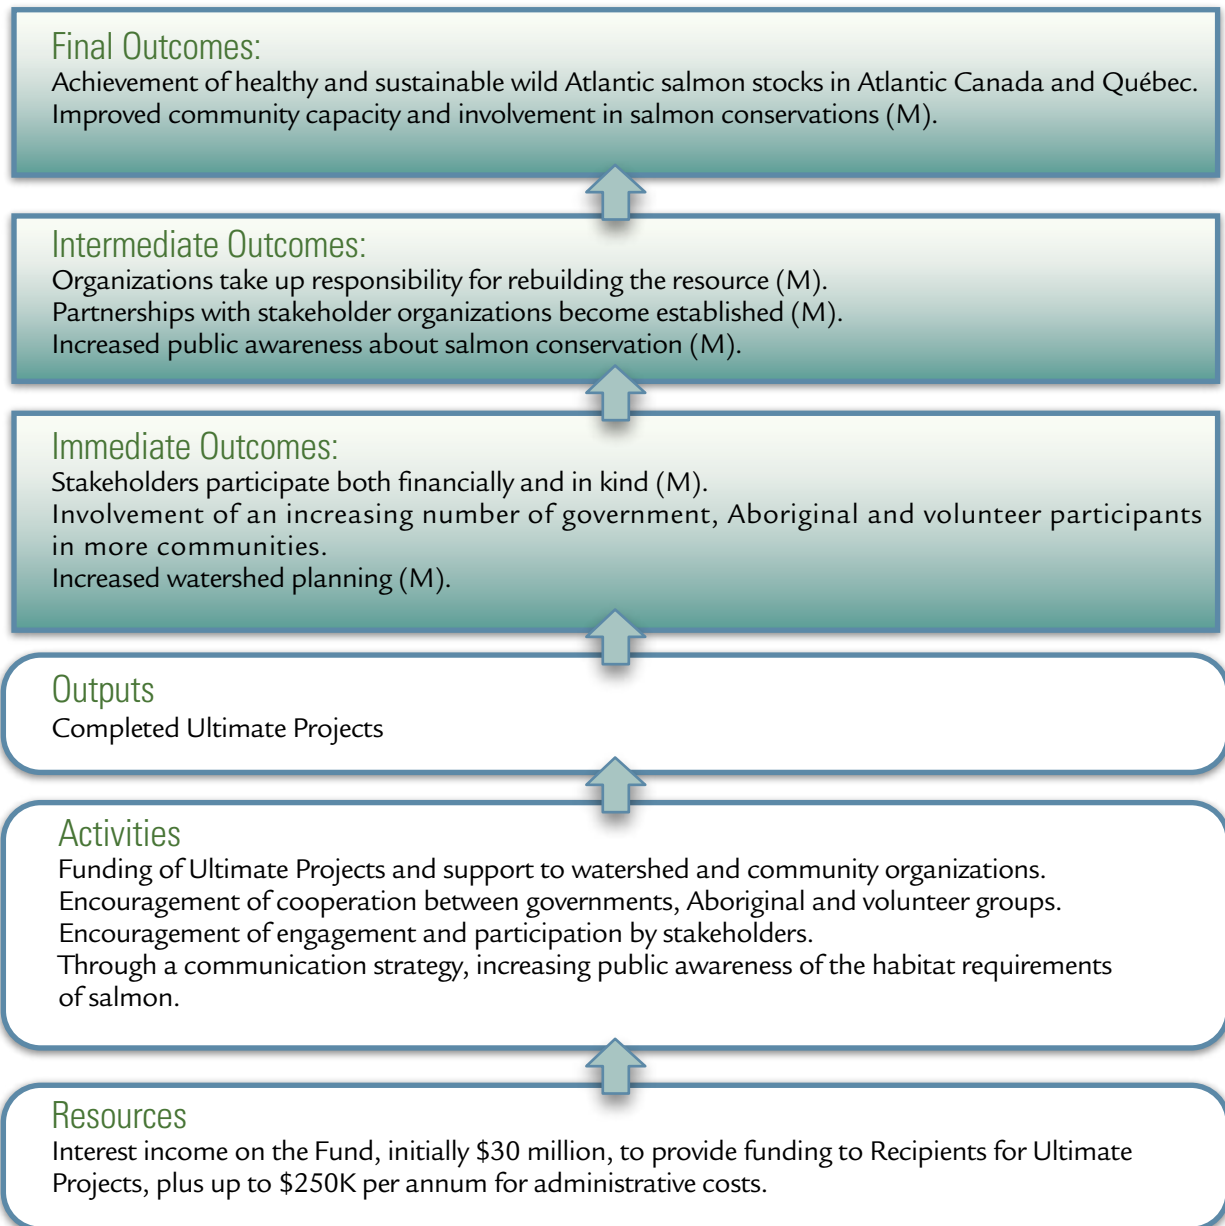 Final Outcomes:
Achievement of healthy and sustainable wild Atlantic salmon stocks in Atlantic Canada and Québec.
Improved community capacity and involvement in salmon conservations (M).
Intermediate Outcomes:
Organizations take up responsibility for rebuilding the resource (M).
Partnerships with stakeholder organizations become established (M).
Increased public awareness about salmon conservation (M).
Immediate Outcomes:
Stakeholders participate both financially and in kind (M).
Involvement of an increasing number of government, Aboriginal and volunteer participants
in more communities.
Increased watershed planning (M).
Outputs
Completed Ultimate Projects
Activities
Funding of Ultimate Projects and support to watershed and community organizations.
Encouragement of cooperation between governments, Aboriginal and volunteer groups.
Encouragement of engagement and participation by stakeholders.
Through a communication strategy, increasing public awareness of the habitat requirements
of salmon.
Resources
Interest income on the Fund, initially $30 million, to provide funding to Recipients for Ultimate
Projects, plus up to $250K per annum for administrative costs.